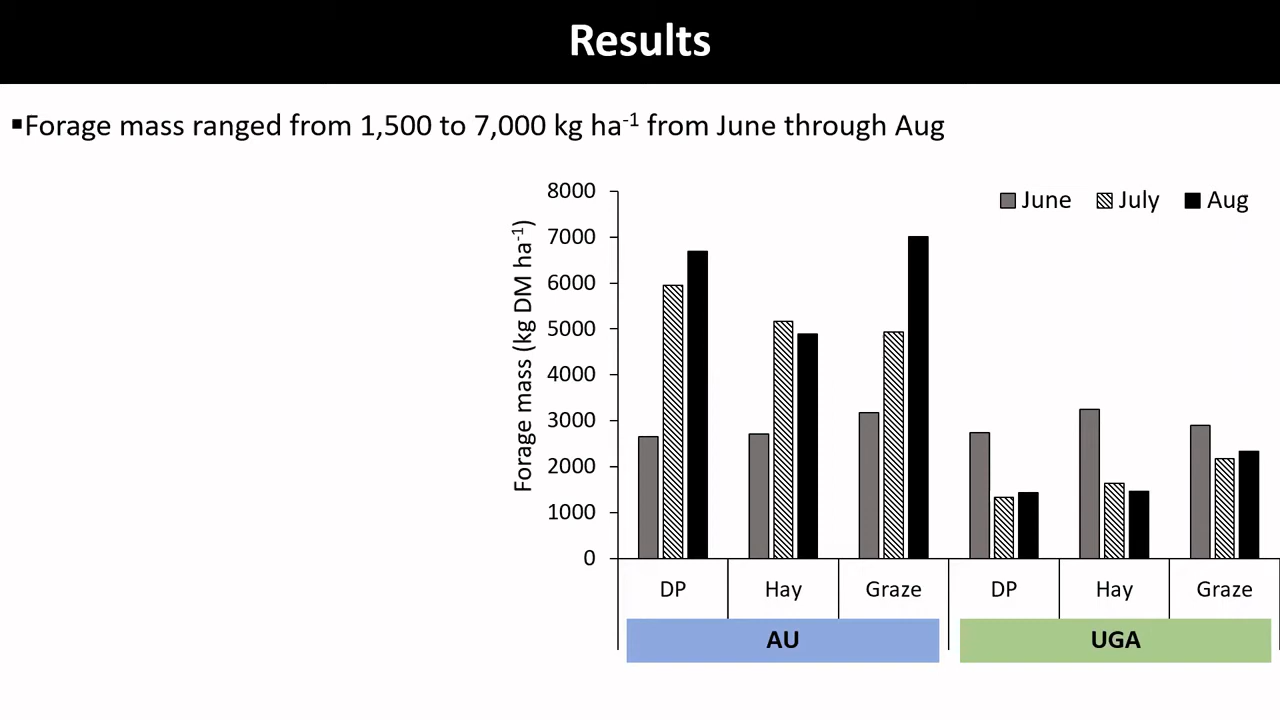 Results
▪Forage mass ranged from 1,500 to 7,000 kg ha⁻¹ from June through Aug
June July Aug
Forage mass (kg DM ha⁻¹)
8000
7000
6000
5000
4000
3000
2000
1000
0
DP Hay Graze DP Hay Graze
AU UGA